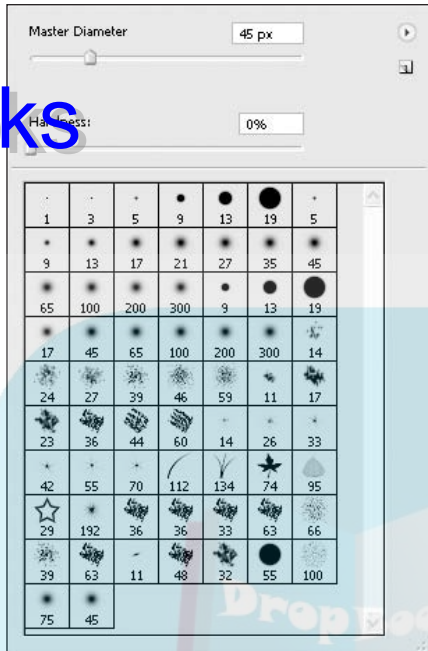 Master Diameter 45 px
ks
Hardness: 0%
1 3 5 9 13 19 5
9 13 17 21 27 35 45
65 100 200 300 9 13 19
17 45 65 100 200 300 14
24 27 39 46 59 11 17
23 36 44 60 14 26 33
42 55 70 112 134 74 95
29 192 36 36 33 63 66
39 63 11 48 32 55 100
75 45
DropBoo